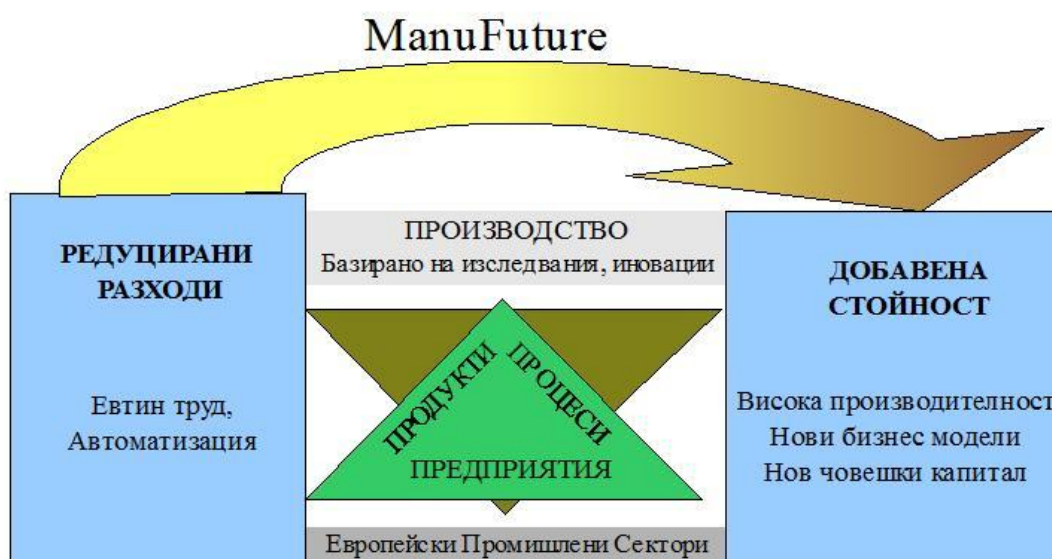 ManuFuture
РЕДУЦИРАНИ
РАЗХОДИ
Евтин труд,
Автоматизация
ПРОИЗВОДСТВО
Базирано на изследвания, иновации
ПРОДУКТИ
ПРОЦЕСИ
ПРЕДПРИЯТИЯ
Европейски Промишлени Сектори
ДОБАВЕНА
СТОЙНОСТ
Висока производителност
Нови бизнес модели
Нов човешки капитал